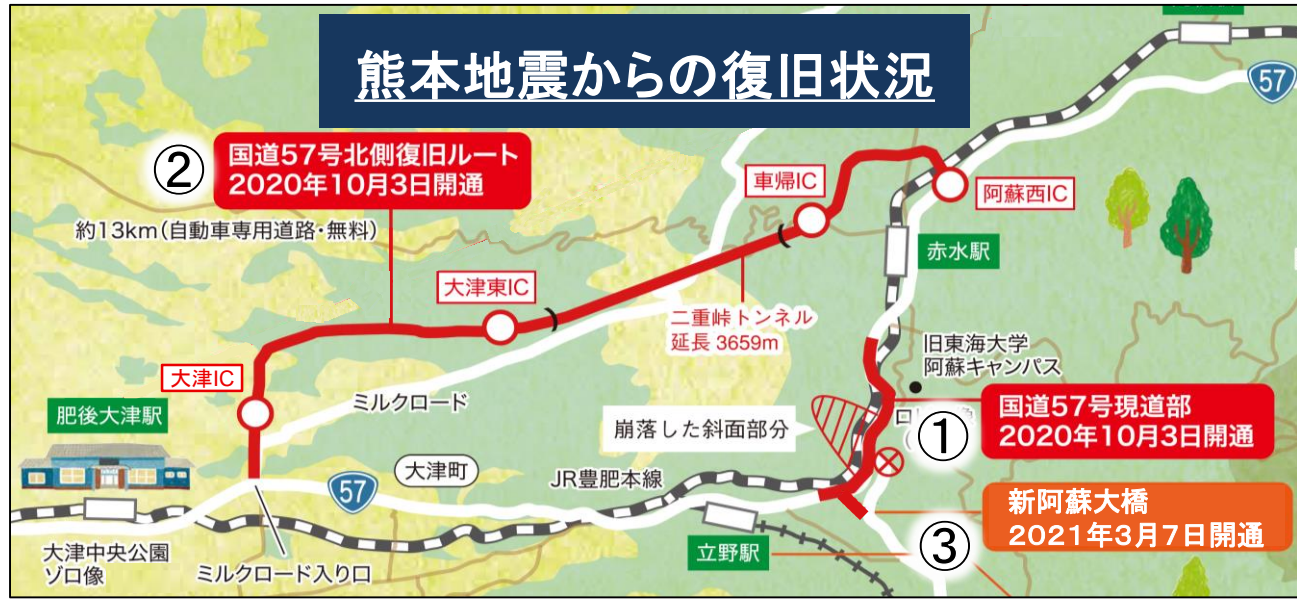 熊本地震からの復旧状況
57
②
国道57号北側復旧ルート
2020年10月3日開通
約13km(自動車専用道路・無料)
車帰IC
阿蘇西IC
赤水駅
大津東IC
二重峠トンネル
延長 3659m
旧東海大学
阿蘇キャンパス
大津IC
ミルクロード
肥後大津駅
崩落した斜面部分
①
国道57号現道部
2020年10月3日開通
大津町
57
JR豊肥本線
新阿蘇大橋
2021年3月7日開通
③
立野駅
大津中央公園
ゾロ像
ミルクロード入り口